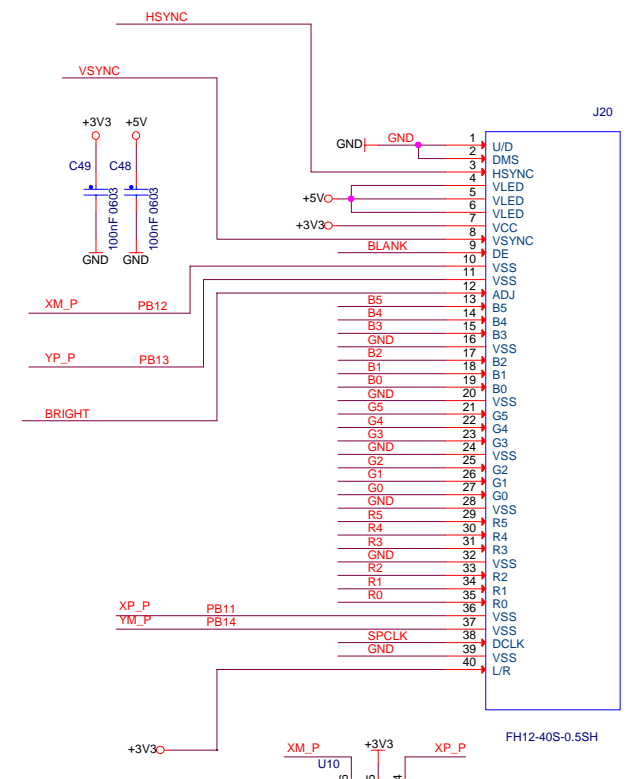 HSYNC
VSYNC
J20
+3V3 +5V
C49 C48
100nF 0603 100nF 0603
GND GND
GND GND 1 U/D
2 DMS
3 HSYNC
4 VLED
+5V 5 VLED
6 VLED
+3V3 7 VCC
8 VSYNC
BLANK 9 DE
10 VSS
11 VSS
12 ADJ
XM_P PB12
B5 13 B5
B4 14 B4
B3 15 B3
GND 16 VSS
YP_P PB13
B2 17 B2
B1 18 B1
B0 19 B0
GND 20 VSS
BRIGHT
G5 21 G5
G4 22 G4
G3 23 G3
GND 24 VSS
G2 25 G2
G1 26 G1
G0 27 G0
GND 28 VSS
R5 29 R5
R4 30 R4
R3 31 R3
GND 32 VSS
R2 33 R2
R1 34 R1
R0 35 R0
XP_P PB11 36 VSS
YM_P PB14 37 VSS
SPCLK 38 DCLK
GND 39 VSS
40 L/R
FH12-40S-0.5SH
+3V3
XM_P +3V3 XP_P
U10
5 4